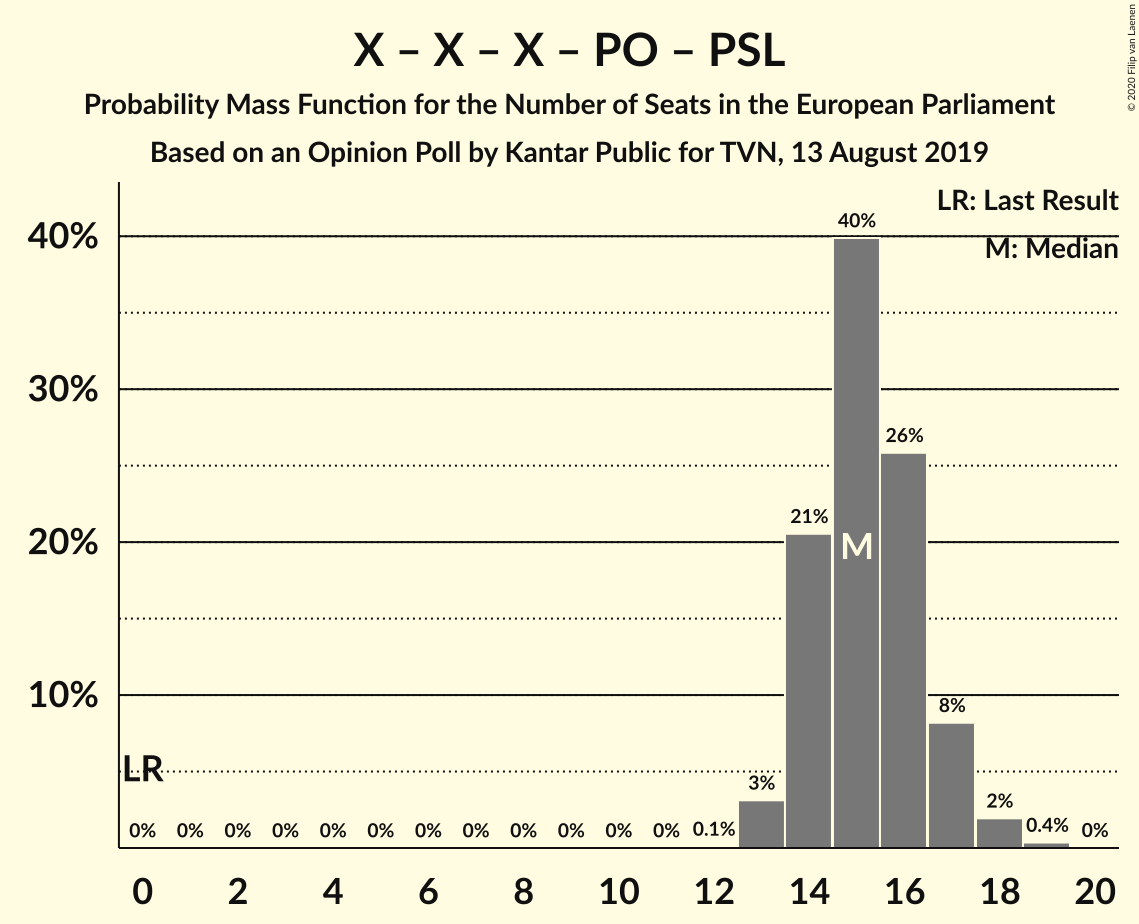 X – X – X – PO – PSL
Probability Mass Function for the Number of Seats in the European Parliament
Based on an Opinion Poll by Kantar Public for TVN, 13 August 2019
© 2020 Filip van Laenen
LR: Last Result
M: Median
40%
30%
20%
10%
40%
26%
21%
M
8%
LR
3%
2%
0% 0% 0% 0% 0% 0% 0% 0% 0% 0% 0% 0% 0.1% 0.4% 0%
0 2 4 6 8 10 12 14 16 18 20